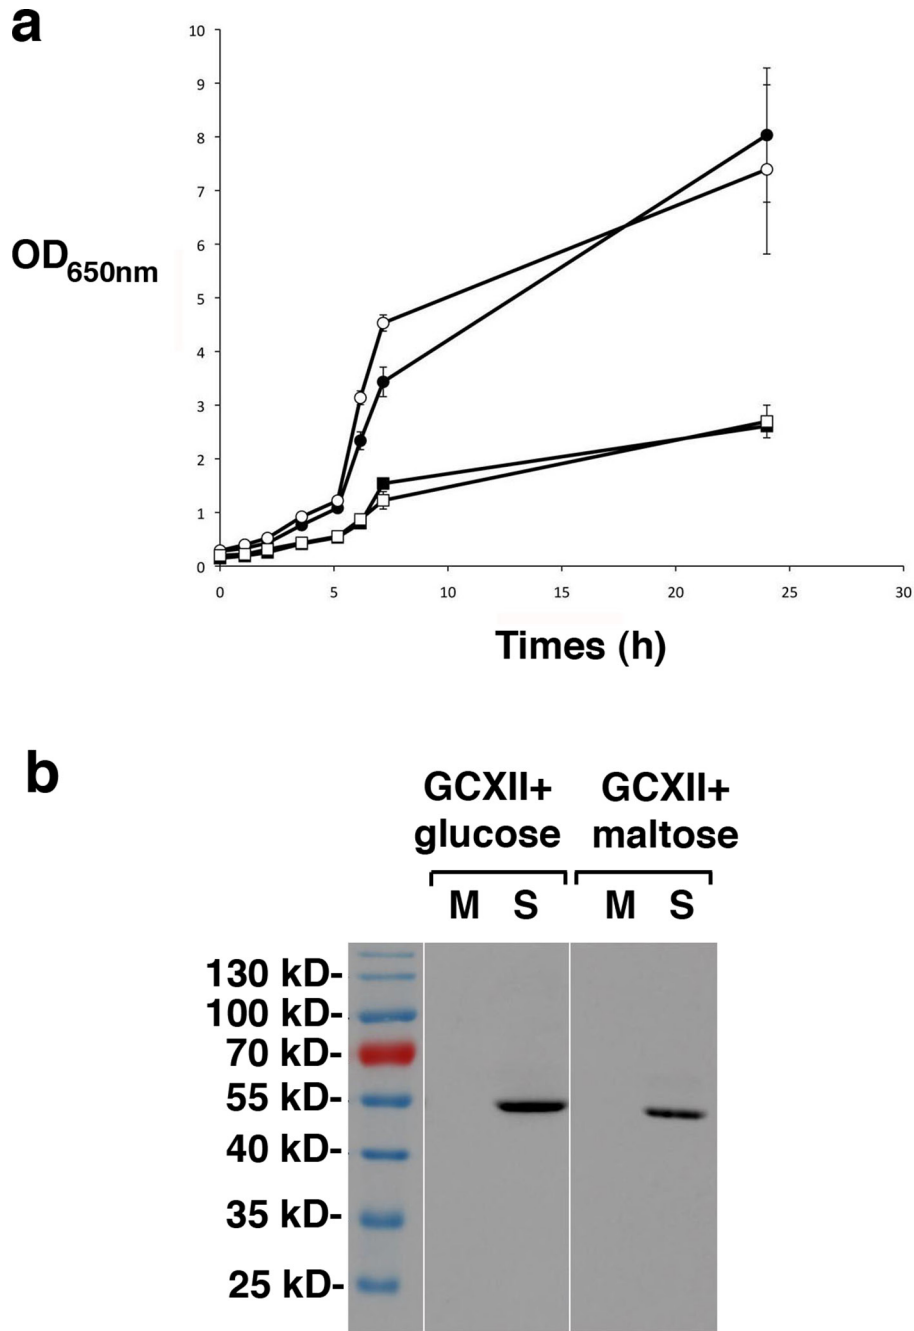 a
10
9
8
7
6
5
4
3
2
1
0
OD650nm
0 5 10 15 20 25 30
Times (h)
b
GCXII+ GCXII+
glucose maltose
M S M S
130 kD-
100 kD-
70 kD-
55 kD-
40 kD-
35 kD-
25 kD-